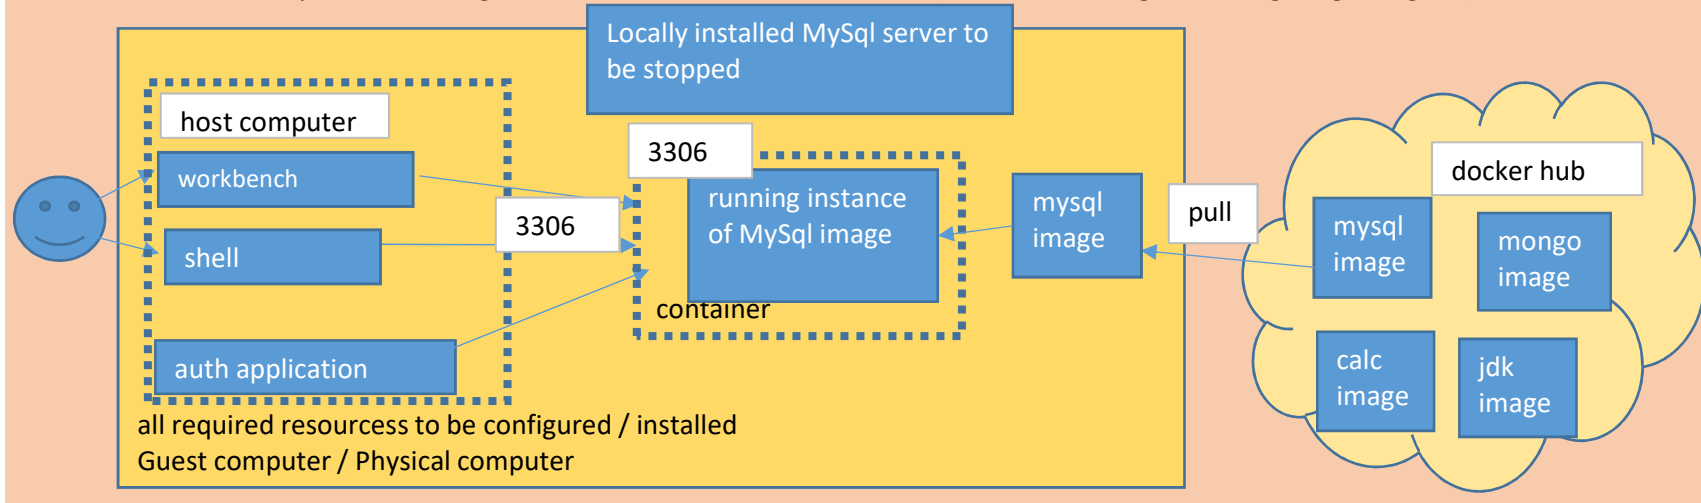 Locally installed MySql server to
be stopped
host computer
workbench
shell
auth application
3306
3306
running instance
of MySql image
container
mysql
image
pull
docker hub
mysql
image
mongo
image
calc
image
jdk
image
all required resourcess to be configured / installed
Guest computer / Physical computer